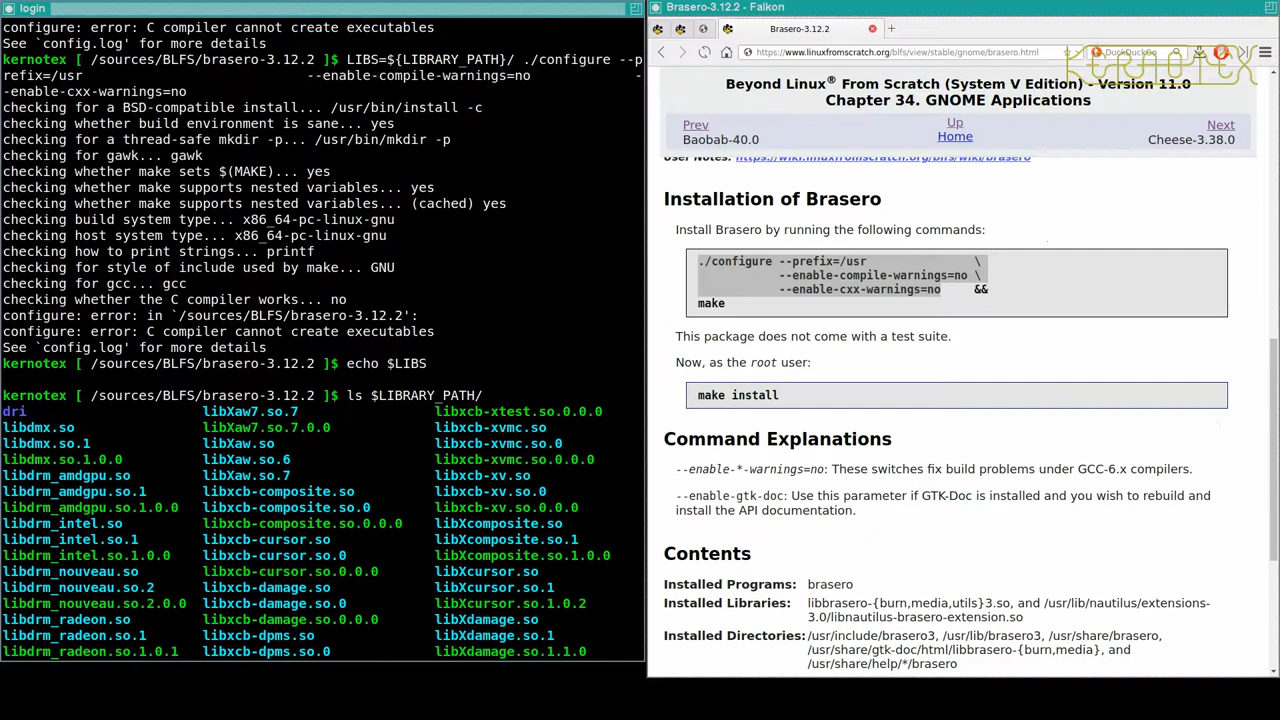 login
configure: error: C compiler cannot create executables
See `config.log' for more details
kernotex [ /sources/BLFS/brasero-3.12.2 ]$ LIBS=${LIBRARY_PATH}/ ./configure --p
refix=/usr --enable-compile-warnings=no -
-enable-cxx-warnings=no
checking for a BSD-compatible install... /usr/bin/install -c
checking whether build environment is sane... yes
checking for a thread-safe mkdir -p... /usr/bin/mkdir -p
checking for gawk... gawk
checking whether make sets $(MAKE)... yes
checking whether make supports nested variables... yes
checking whether make supports nested variables... (cached) yes
checking build system type... x86_64-pc-linux-gnu
checking host system type... x86_64-pc-linux-gnu
checking how to print strings... printf
checking for style of include used by make... GNU
checking for gcc... gcc
checking whether the C compiler works... no
configure: error: in `/sources/BLFS/brasero-3.12.2':
configure: error: C compiler cannot create executables
See `config.log' for more details
kernotex [ /sources/BLFS/brasero-3.12.2 ]$ echo $LIBS
kernotex [ /sources/BLFS/brasero-3.12.2 ]$ ls $LIBRARY_PATH/
dri libXaw7.so.7 libxcb-xtest.so.0.0.0
libdmx.so libXaw7.so.7.0.0 libxcb-xvmc.so
libdmx.so.1 libXaw.so libxcb-xvmc.so.0
libdmx.so.1.0.0 libXaw.so.6 libxcb-xvmc.so.0.0.0
libdrm_amdgpu.so libXaw.so.7 libxcb-xv.so
libdrm_amdgpu.so.1 libxcb-composite.so libxcb-xv.so.0
libdrm_amdgpu.so.1.0.0 libxcb-composite.so.0 libxcb-xv.so.0.0.0
libdrm_intel.so libxcb-composite.so.0.0.0 libXcomposite.so
libdrm_intel.so.1 libxcb-cursor.so libXcomposite.so.1
libdrm_intel.so.1.0.0 libxcb-cursor.so.0 libXcomposite.so.1.0.0
libdrm_nouveau.so libxcb-cursor.so.0.0.0 libXcursor.so
libdrm_nouveau.so.2 libxcb-damage.so libXcursor.so.1
libdrm_nouveau.so.2.0.0 libxcb-damage.so.0 libXcursor.so.1.0.2
libdrm_radeon.so libxcb-damage.so.0.0.0 libXdamage.so
libdrm_radeon.so.1 libxcb-dpms.so libXdamage.so.1
libdrm_radeon.so.1.0.1 libxcb-dpms.so.0 libXdamage.so.1.1.0
Brasero-3.12.2 - Falkon
Brasero-3.12.2
https://www.linuxfromscratch.org/blfs/view/stable/gnome/brasero.html
DuckDuckGo
KERNOTEX
Beyond Linux® From Scratch (System V Edition) - Version 11.0
Chapter 34. GNOME Applications
Prev Up Next
Baobab-40.0 Home Cheese-3.38.0
User Notes: https://wiki.linuxfromscratch.org/blfs/wiki/brasero
Installation of Brasero
Install Brasero by running the following commands:
./configure --prefix=/usr \
--enable-compile-warnings=no \
--enable-cxx-warnings=no &&
make
This package does not come with a test suite.
Now, as the root user:
make install
Command Explanations
--enable-*-warnings=no: These switches fix build problems under GCC-6.x compilers.
--enable-gtk-doc: Use this parameter if GTK-Doc is installed and you wish to rebuild and
install the API documentation.
Contents
Installed Programs: brasero
Installed Libraries: libbrasero-{burn,media,utils}3.so, and /usr/lib/nautilus/extensions-
3.0/libnautilus-brasero-extension.so
Installed Directories: /usr/include/brasero3, /usr/lib/brasero3, /usr/share/brasero,
/usr/share/gtk-doc/html/libbrasero-{burn,media}, and
/usr/share/help/*/brasero